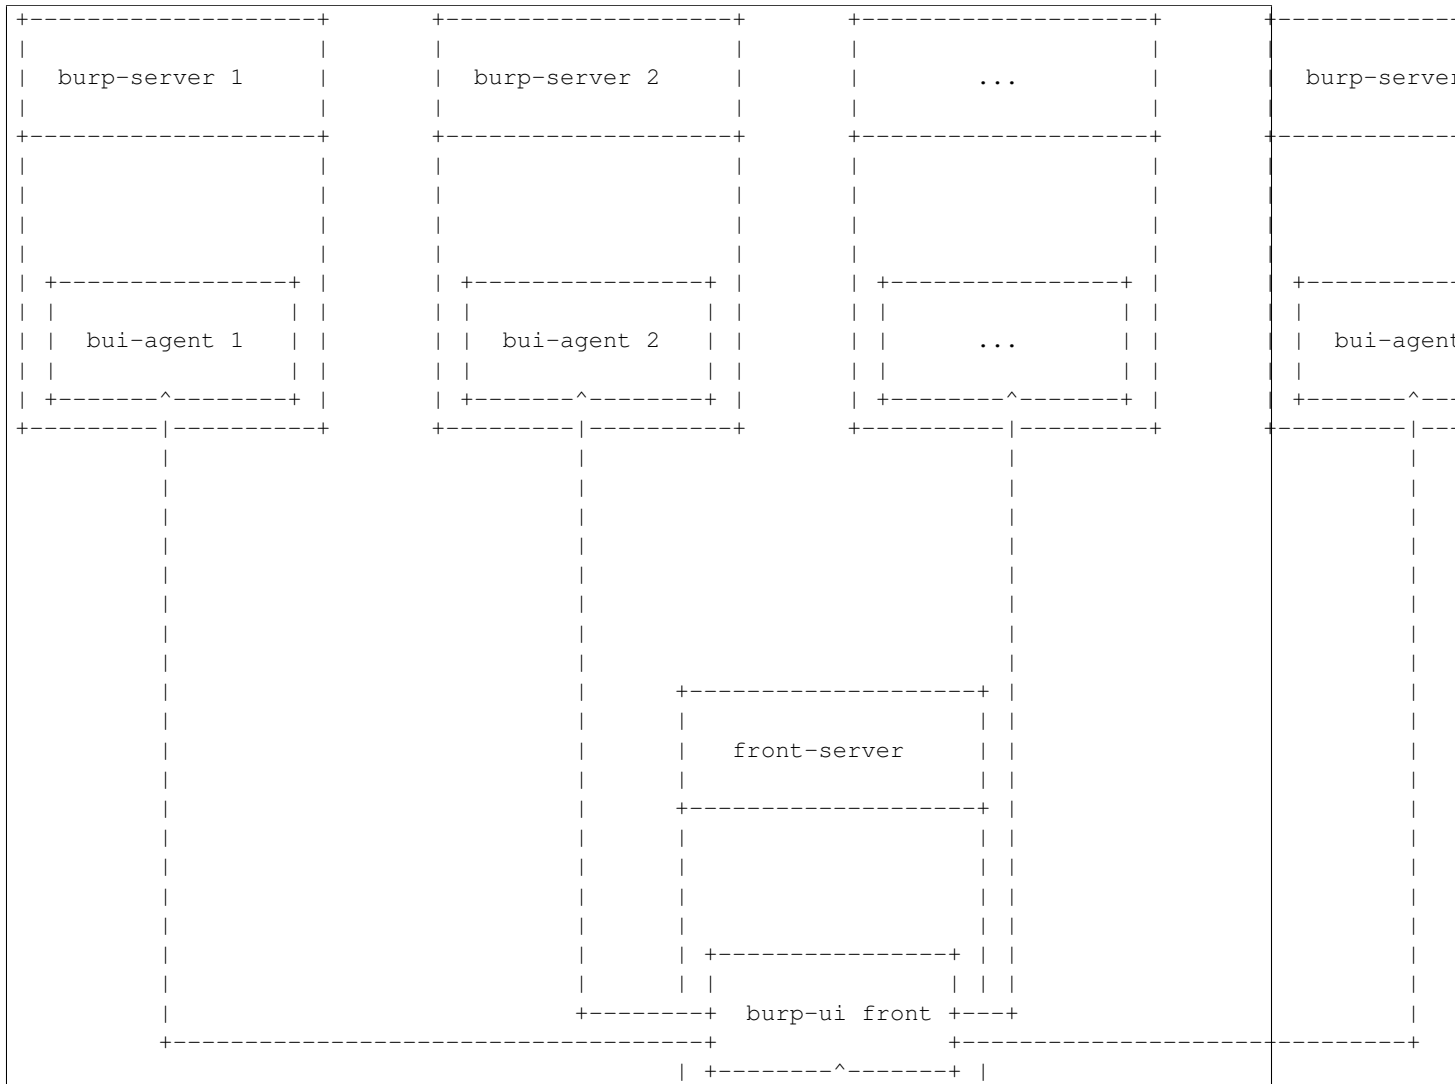 burp-server 1 burp-server 2 ... burp-server
bui-agent 1 bui-agent 2 ... bui-agent
front-server
burp-ui front